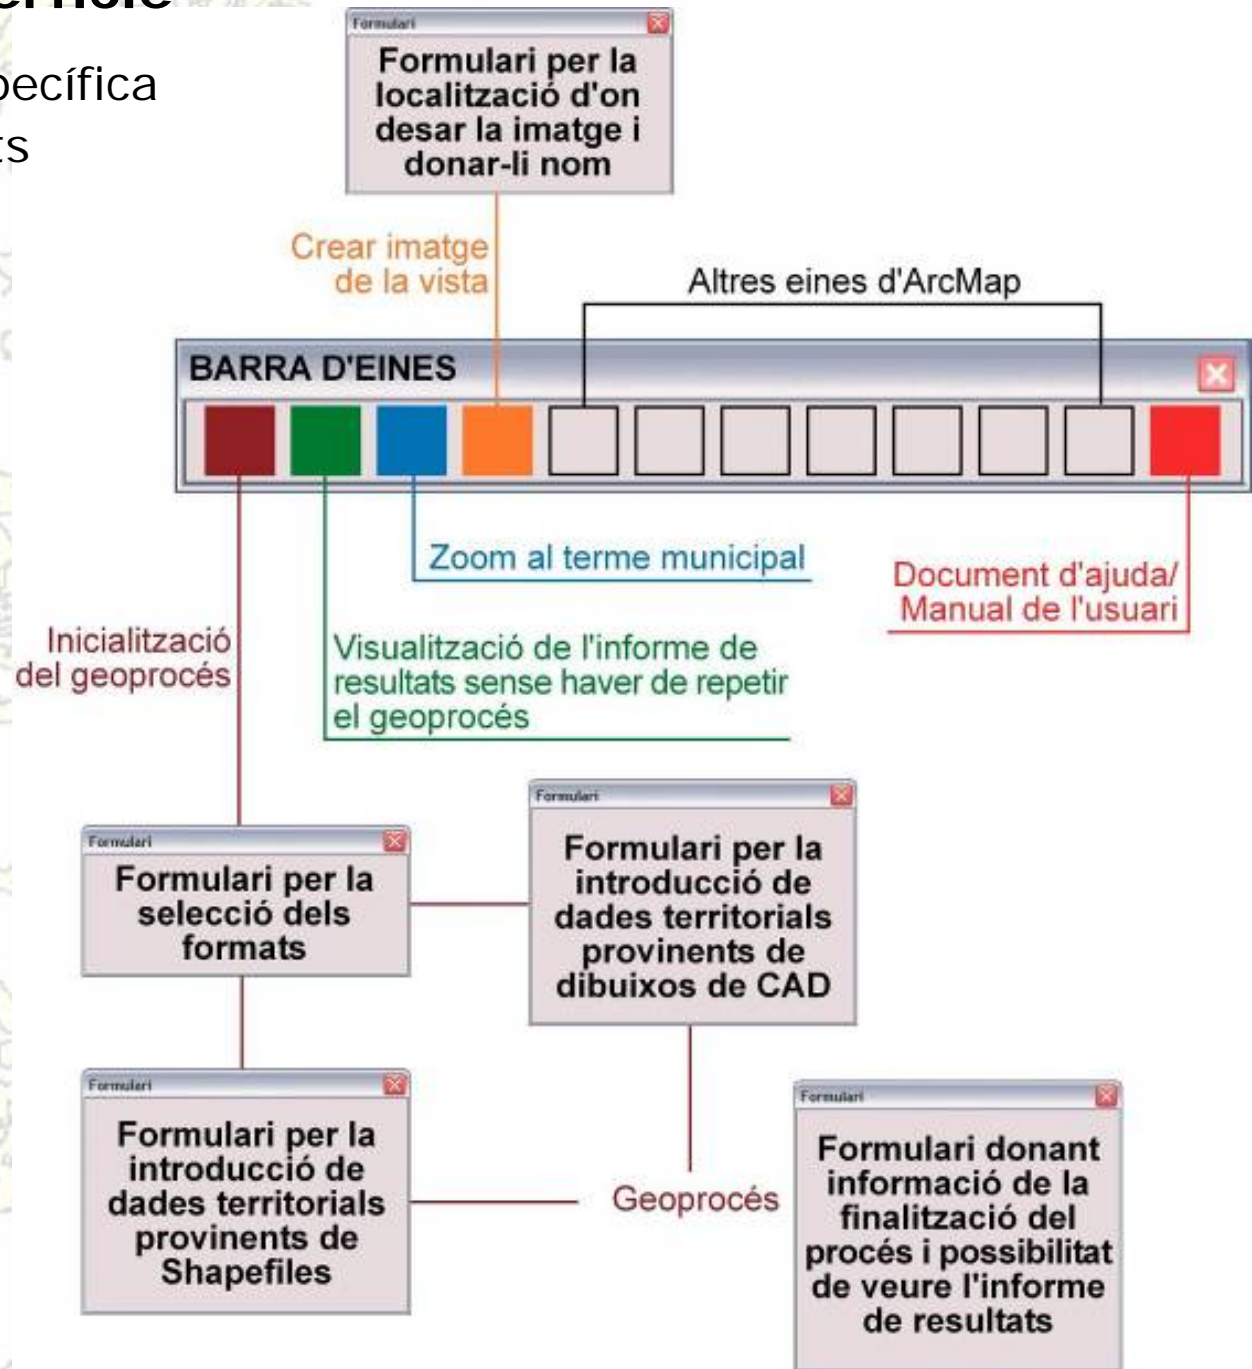 pecífica
ts
Formulari
Formulari per la
localització d'on
desar la imatge i
donar-li nom
Crear imatge
de la vista
Altres eines d'ArcMap
BARRA D'EINES
Zoom al terme municipal
Document d'ajuda/
Manual de l'usuari
Inicialització
del geoprocés
Visualització de l'informe de
resultats sense haver de repetir
el geoprocés
Formulari
Formulari per la
selecció dels
formats
Formulari
Formulari per la
introducció de
dades territorials
provinents de
dibuixos de CAD
Formulari
Formulari per la
introducció de
dades territorials
provinents de
Shapefiles
Geoprocés
Formulari
Formulari donant
informació de la
finalització del
procés i possibilitat
de veure l'informe
de resultats